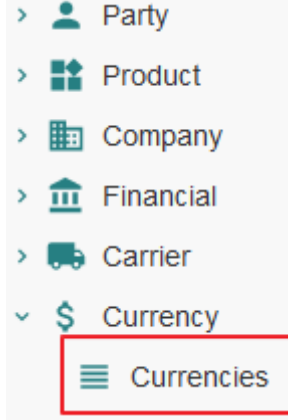 Party
Product
Company
Financial
Carrier
Currency
Currencies